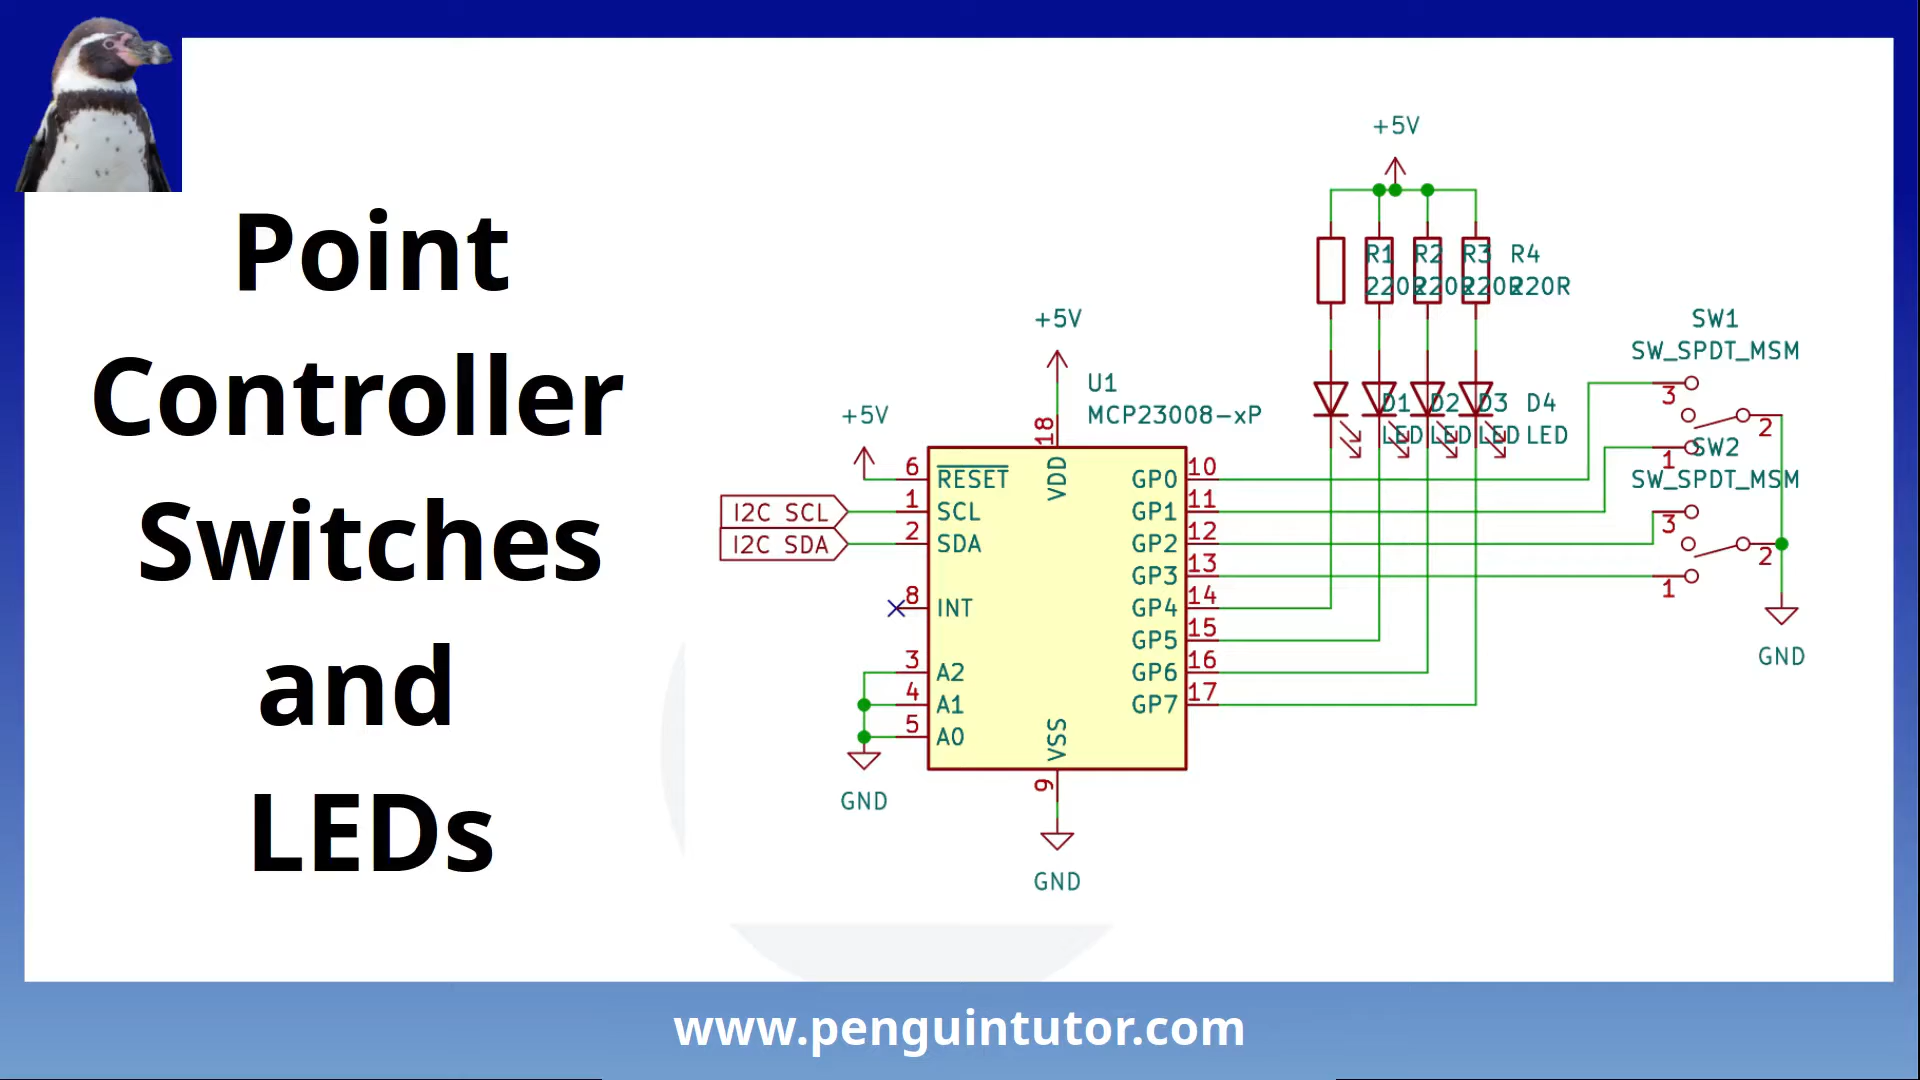 Point
Controller
Switches
and
LEDs
+5V
R1 R2 R3 R4
220R 220R 220R 220R
+5V
SW1
SW_SPDT_MSM
U1
MCP23008-xP
+5V
18
3
D1 D2 D3 D4
LED LED LED LED
2
1
SW2
SW_SPDT_MSM
6 RESET VDD GP0 10
I2C SCL 1 SCL GP1 11
3
I2C SDA 2 SDA GP2 12
2
GP3 13
1
8 INT GP4 14
GP5 15
GND
3 A2 GP6 16
4 A1 GP7 17
5 A0 VSS
9
GND
GND
www.penguintutor.com